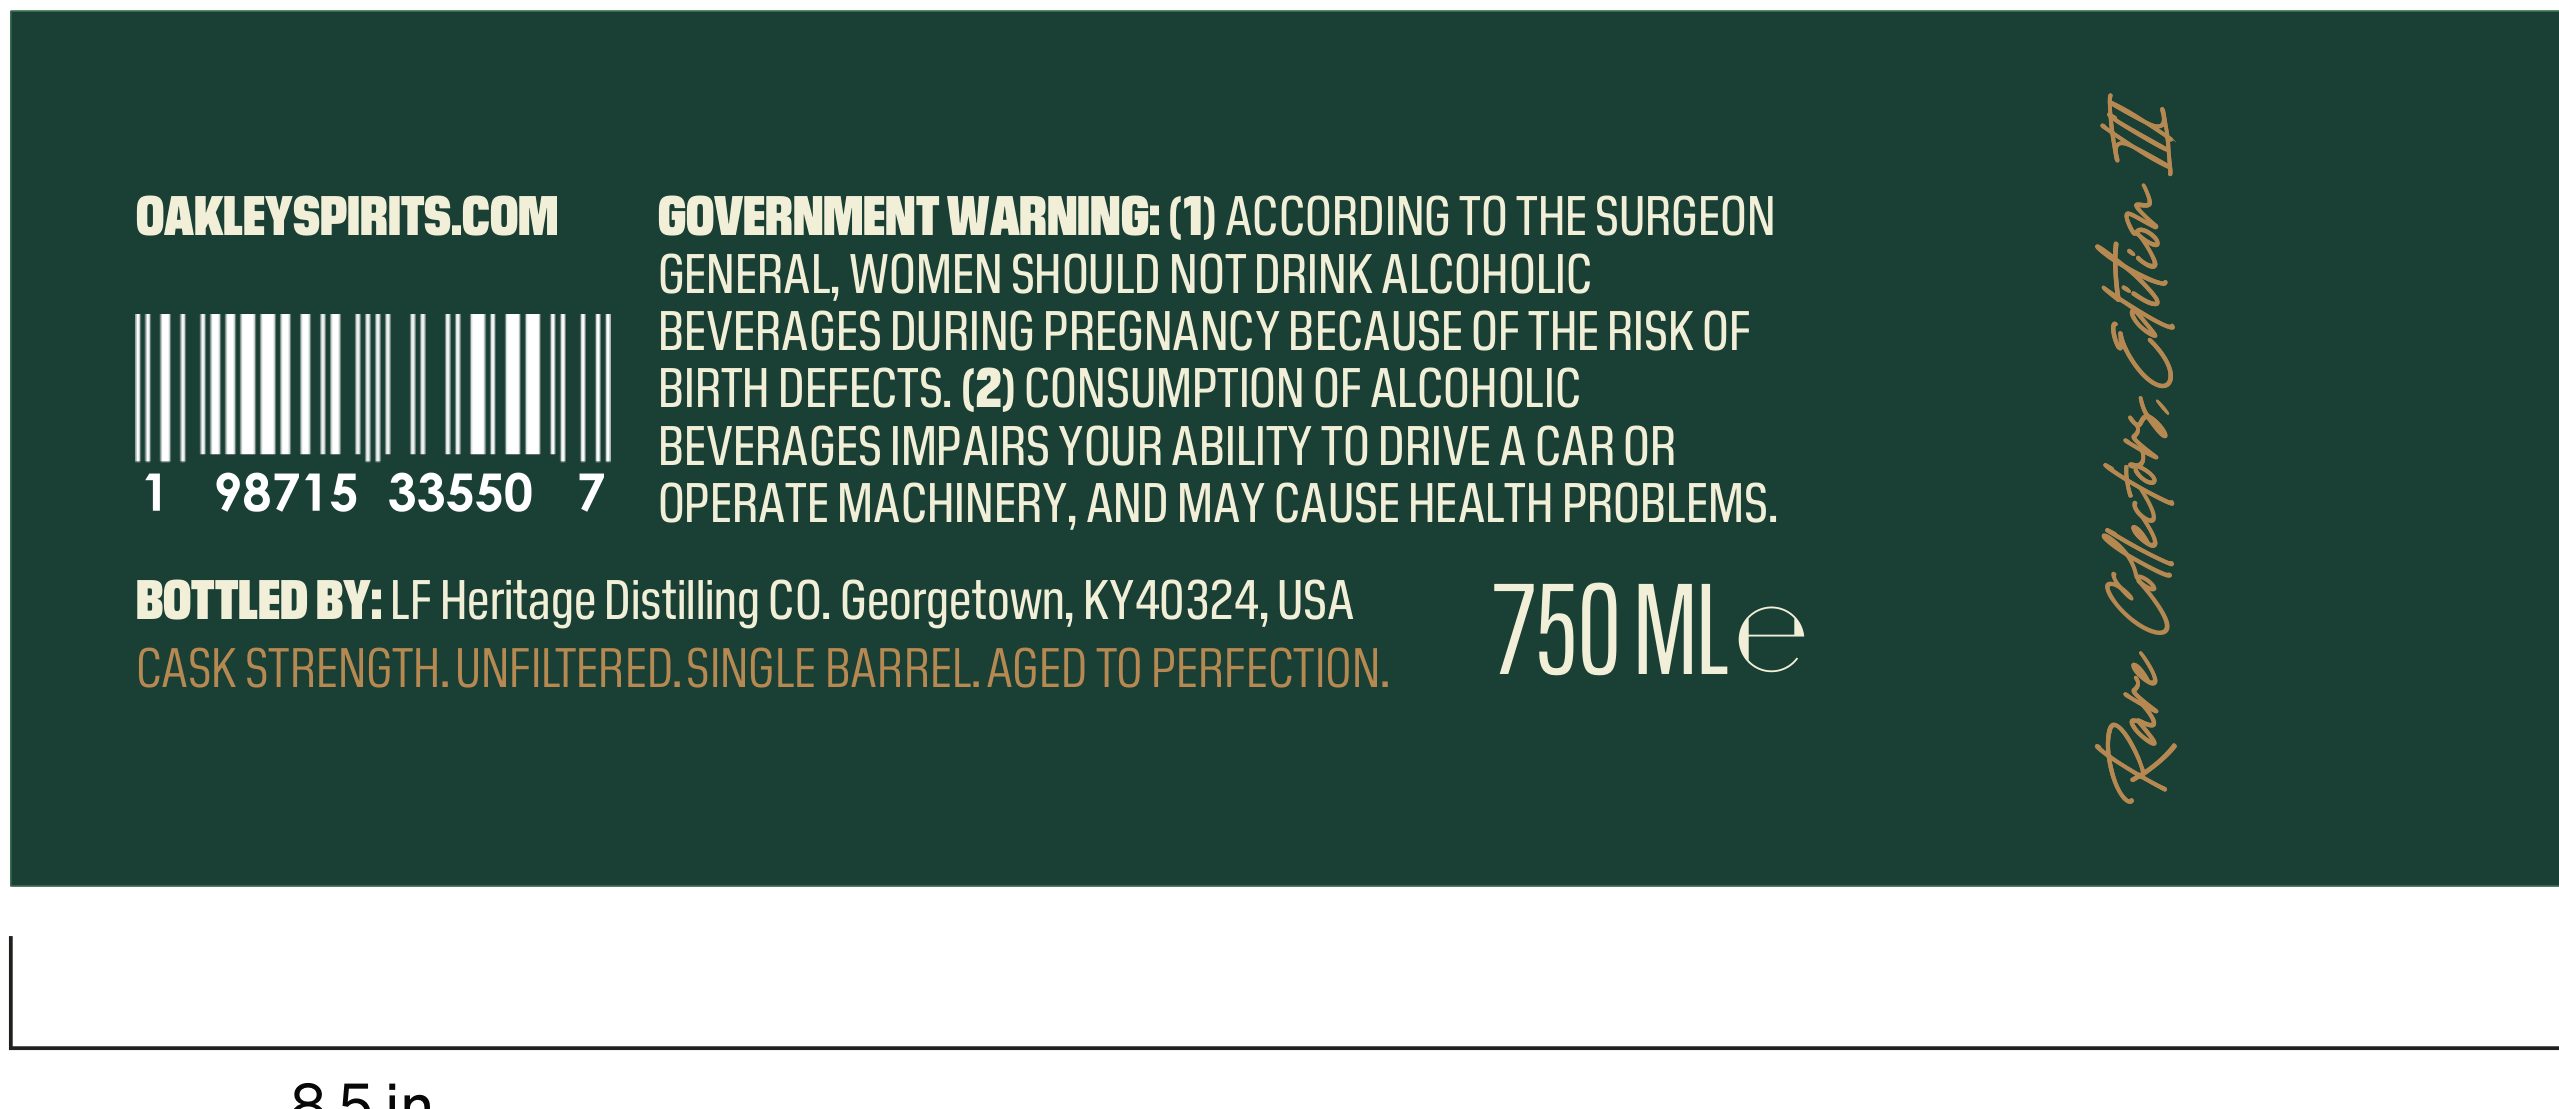 OAKLEYSPIRITS.COM
1 98715 33550 7
GOVERNMENT WARNING: (1) ACCORDING TO THE SURGEON
GENERAL, WOMEN SHOULD NOT DRINK ALCOHOLIC
BEVERAGES DURING PREGNANCY BECAUSE OF THE RISK OF
BIRTH DEFECTS. (2) CONSUMPTION OF ALCOHOLIC
BEVERAGES IMPAIRS YOUR ABILITY TO DRIVE A CAR OR
OPERATE MACHINERY, AND MAY CAUSE HEALTH PROBLEMS.
BOTTLED BY: LF Heritage Distilling CO. Georgetown, KY40324, USA
CASK STRENGTH. UNFILTERED. SINGLE BARREL. AGED TO PERFECTION.
750 ML ℮
Rare Collectors, Edition III
8.5 in